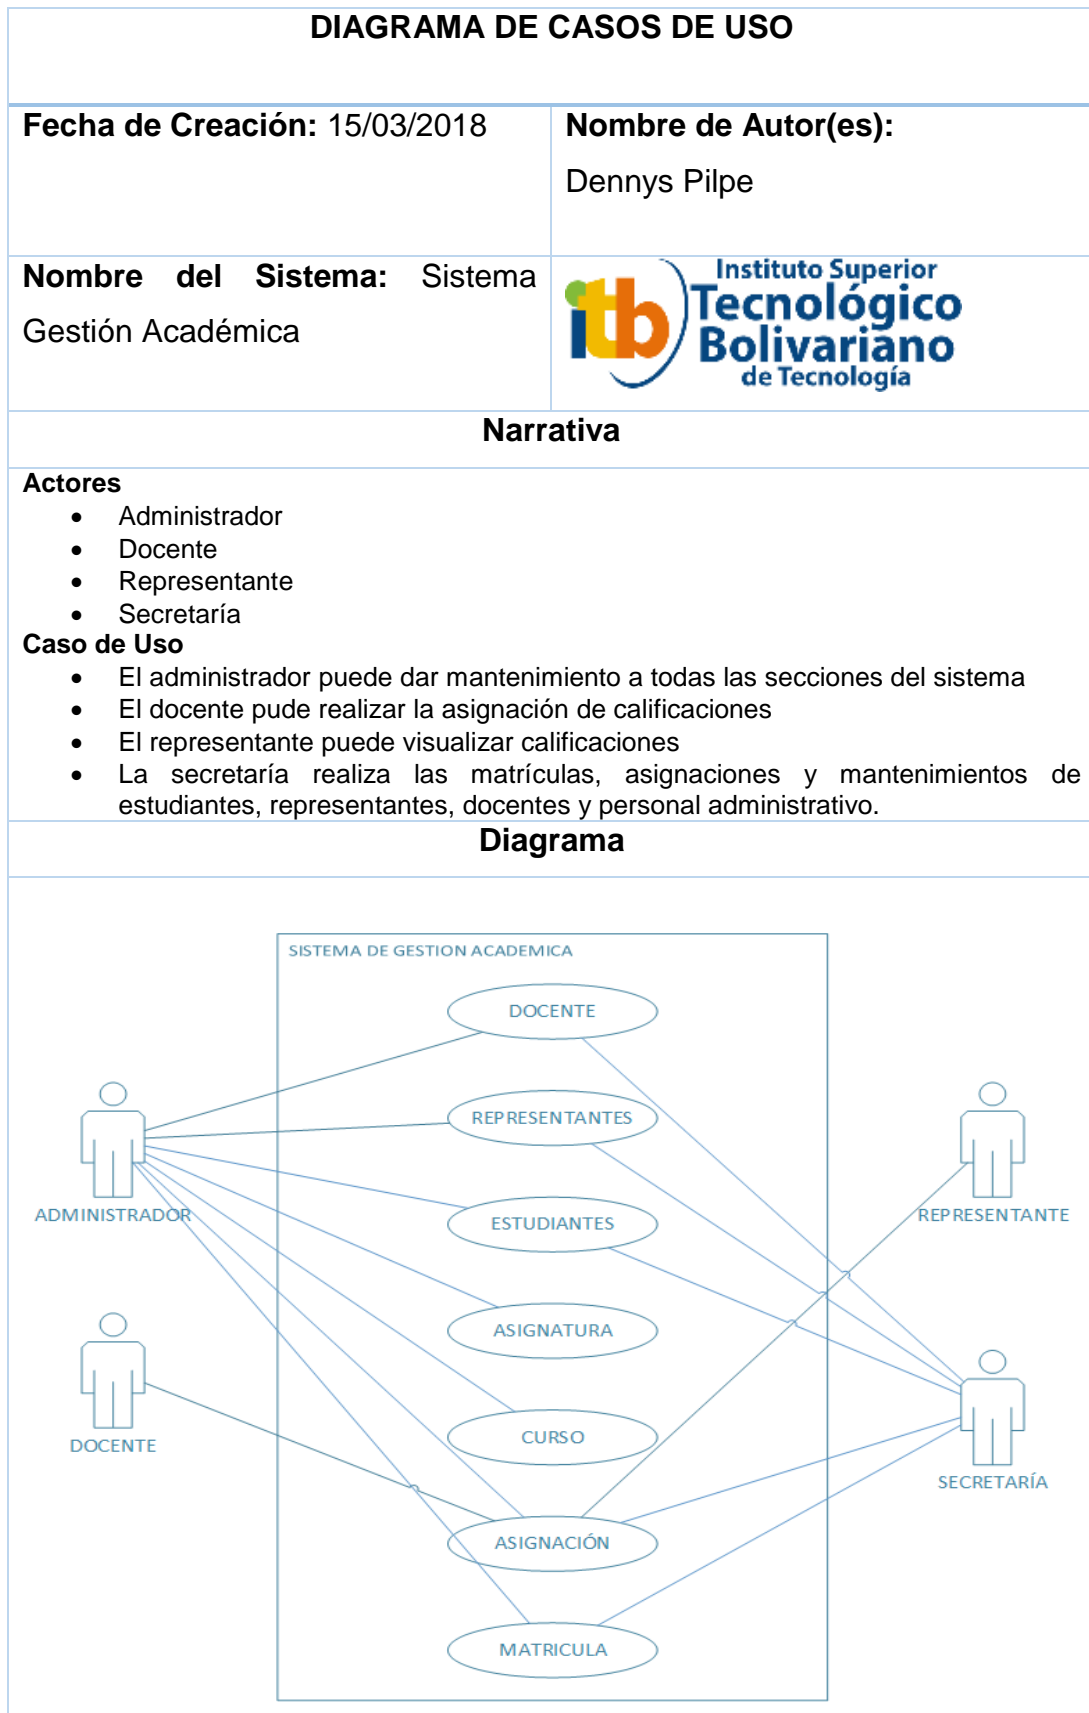 DIAGRAMA DE CASOS DE USO
Fecha de Creación: 15/03/2018
Nombre de Autor(es):
Dennys Pilpe
Nombre del Sistema: Sistema
Gestión Académica
itb
Instituto Superior
Tecnológico
Bolivariano
de Tecnología
Narrativa
Actores
• Administrador
• Docente
• Representante
• Secretaría
Caso de Uso
• El administrador puede dar mantenimiento a todas las secciones del sistema
• El docente pude realizar la asignación de calificaciones
• El representante puede visualizar calificaciones
• La secretaría realiza las matrículas, asignaciones y mantenimientos de
estudiantes, representantes, docentes y personal administrativo.
Diagrama
SISTEMA DE GESTION ACADEMICA
DOCENTE
REPRESENTANTES
ESTUDIANTES
ASIGNATURA
CURSO
ASIGNACIÓN
MATRICULA
ADMINISTRADOR
DOCENTE
REPRESENTANTE
SECRETARÍA